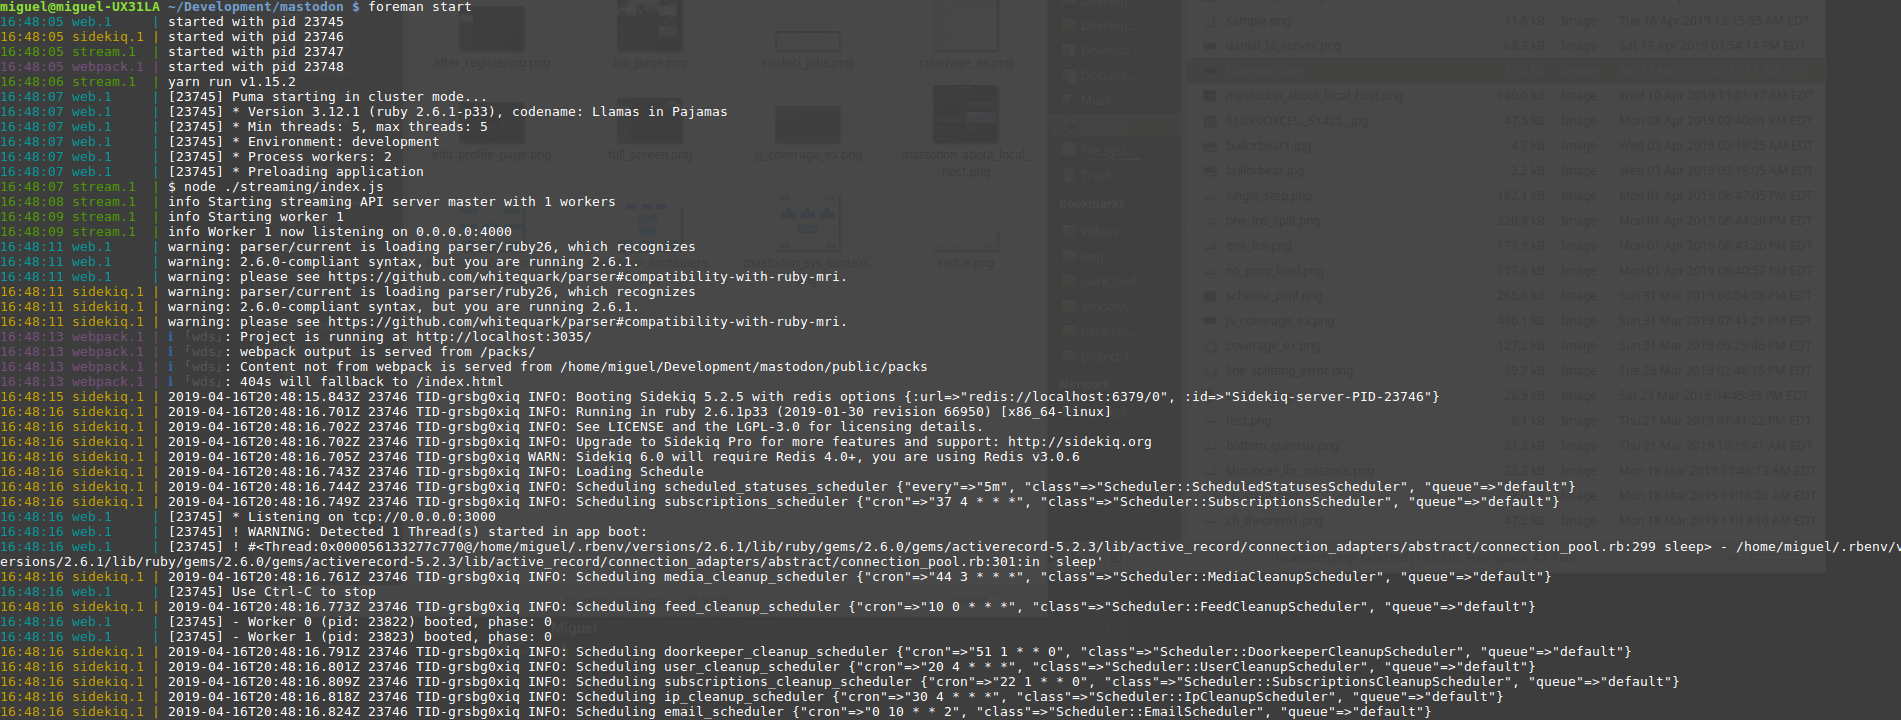 miguel@miguel-UX31LA ~/Development/mastodon $ foreman start
16:48:05 web.1     | started with pid 23745
16:48:05 sidekiq.1 | started with pid 23746
16:48:05 stream.1  | started with pid 23747
16:48:05 webpack.1 | started with pid 23748
16:48:06 stream.1  | yarn run v1.15.2
16:48:07 web.1     | [23745] Puma starting in cluster mode...
16:48:07 web.1     | [23745] * Version 3.12.1 (ruby 2.6.1-p33), codename: Llamas in Pajamas
16:48:07 web.1     | [23745] * Min threads: 5, max threads: 5
16:48:07 web.1     | [23745] * Environment: development
16:48:07 web.1     | [23745] * Process workers: 2
16:48:07 web.1     | [23745] * Preloading application
16:48:07 stream.1  | $ node ./streaming/index.js
16:48:08 stream.1  | info Starting streaming API server master with 1 workers
16:48:09 stream.1  | info Starting worker 1
16:48:09 stream.1  | info Worker 1 now listening on 0.0.0.0:4000
16:48:11 web.1     | warning: parser/current is loading parser/ruby26, which recognizes
16:48:11 web.1     | warning: 2.6.0-compliant syntax, but you are running 2.6.1.
16:48:11 web.1     | warning: please see https://github.com/whitequark/parser#compatibility-with-ruby-mri.
16:48:11 sidekiq.1 | warning: parser/current is loading parser/ruby26, which recognizes
16:48:11 sidekiq.1 | warning: 2.6.0-compliant syntax, but you are running 2.6.1.
16:48:11 sidekiq.1 | warning: please see https://github.com/whitequark/parser#compatibility-with-ruby-mri.
16:48:13 webpack.1 | ℹ ｢wds｣: Project is running at http://localhost:3035/
16:48:13 webpack.1 | ℹ ｢wds｣: webpack output is served from /packs/
16:48:13 webpack.1 | ℹ ｢wds｣: Content not from webpack is served from /home/miguel/Development/mastodon/public/packs
16:48:13 webpack.1 | ℹ ｢wds｣: 404s will fallback to /index.html
16:48:15 sidekiq.1 | 2019-04-16T20:48:15.843Z 23746 TID-grsbg0xiq INFO: Booting Sidekiq 5.2.5 with redis options {:url=>"redis://localhost:6379/0", :id=>"Sidekiq-server-PID-23746"}
16:48:16 sidekiq.1 | 2019-04-16T20:48:16.701Z 23746 TID-grsbg0xiq INFO: Running in ruby 2.6.1p33 (2019-01-30 revision 66950) [x86_64-linux]
16:48:16 sidekiq.1 | 2019-04-16T20:48:16.702Z 23746 TID-grsbg0xiq INFO: See LICENSE and the LGPL-3.0 for licensing details.
16:48:16 sidekiq.1 | 2019-04-16T20:48:16.702Z 23746 TID-grsbg0xiq INFO: Upgrade to Sidekiq Pro for more features and support: http://sidekiq.org
16:48:16 sidekiq.1 | 2019-04-16T20:48:16.705Z 23746 TID-grsbg0xiq WARN: Sidekiq 6.0 will require Redis 4.0+, you are using Redis v3.0.6
16:48:16 sidekiq.1 | 2019-04-16T20:48:16.743Z 23746 TID-grsbg0xiq INFO: Loading Schedule
16:48:16 sidekiq.1 | 2019-04-16T20:48:16.744Z 23746 TID-grsbg0xiq INFO: Scheduling scheduled_statuses_scheduler {"every"=>"5m", "class"=>"Scheduler::ScheduledStatusesScheduler", "queue"=>"default"}
16:48:16 sidekiq.1 | 2019-04-16T20:48:16.749Z 23746 TID-grsbg0xiq INFO: Scheduling subscriptions_scheduler {"cron"=>"37 4 * * *", "class"=>"Scheduler::SubscriptionsScheduler", "queue"=>"default"}
16:48:16 web.1     | [23745] * Listening on tcp://0.0.0.0:3000
16:48:16 web.1     | [23745] ! WARNING: Detected 1 Thread(s) started in app boot:
16:48:16 web.1     | [23745] ! #<Thread:0x000056133277c770@/home/miguel/.rbenv/versions/2.6.1/lib/ruby/gems/2.6.0/gems/activerecord-5.2.3/lib/active_record/connection_adapters/abstract/connection_pool.rb:299 sleep> - /home/miguel/.rbenv/v
ersions/2.6.1/lib/ruby/gems/2.6.0/gems/activerecord-5.2.3/lib/active_record/connection_adapters/abstract/connection_pool.rb:301:in `sleep'
16:48:16 sidekiq.1 | 2019-04-16T20:48:16.761Z 23746 TID-grsbg0xiq INFO: Scheduling media_cleanup_scheduler {"cron"=>"44 3 * * *", "class"=>"Scheduler::MediaCleanupScheduler", "queue"=>"default"}
16:48:16 web.1     | [23745] Use Ctrl-C to stop
16:48:16 sidekiq.1 | 2019-04-16T20:48:16.773Z 23746 TID-grsbg0xiq INFO: Scheduling feed_cleanup_scheduler {"cron"=>"10 0 * * *", "class"=>"Scheduler::FeedCleanupScheduler", "queue"=>"default"}
16:48:16 web.1     | [23745] - Worker 0 (pid: 23822) booted, phase: 0
16:48:16 web.1     | [23745] - Worker 1 (pid: 23823) booted, phase: 0
16:48:16 sidekiq.1 | 2019-04-16T20:48:16.791Z 23746 TID-grsbg0xiq INFO: Scheduling doorkeeper_cleanup_scheduler {"cron"=>"51 1 * * 0", "class"=>"Scheduler::DoorkeeperCleanupScheduler", "queue"=>"default"}
16:48:16 sidekiq.1 | 2019-04-16T20:48:16.801Z 23746 TID-grsbg0xiq INFO: Scheduling user_cleanup_scheduler {"cron"=>"20 4 * * *", "class"=>"Scheduler::UserCleanupScheduler", "queue"=>"default"}
16:48:16 sidekiq.1 | 2019-04-16T20:48:16.809Z 23746 TID-grsbg0xiq INFO: Scheduling subscriptions_cleanup_scheduler {"cron"=>"22 1 * * 0", "class"=>"Scheduler::SubscriptionsCleanupScheduler", "queue"=>"default"}
16:48:16 sidekiq.1 | 2019-04-16T20:48:16.818Z 23746 TID-grsbg0xiq INFO: Scheduling ip_cleanup_scheduler {"cron"=>"30 4 * * *", "class"=>"Scheduler::IpCleanupScheduler", "queue"=>"default"}
16:48:16 sidekiq.1 | 2019-04-16T20:48:16.824Z 23746 TID-grsbg0xiq INFO: Scheduling email_scheduler {"cron"=>"0 10 * * 2", "class"=>"Scheduler::EmailScheduler", "queue"=>"default"}